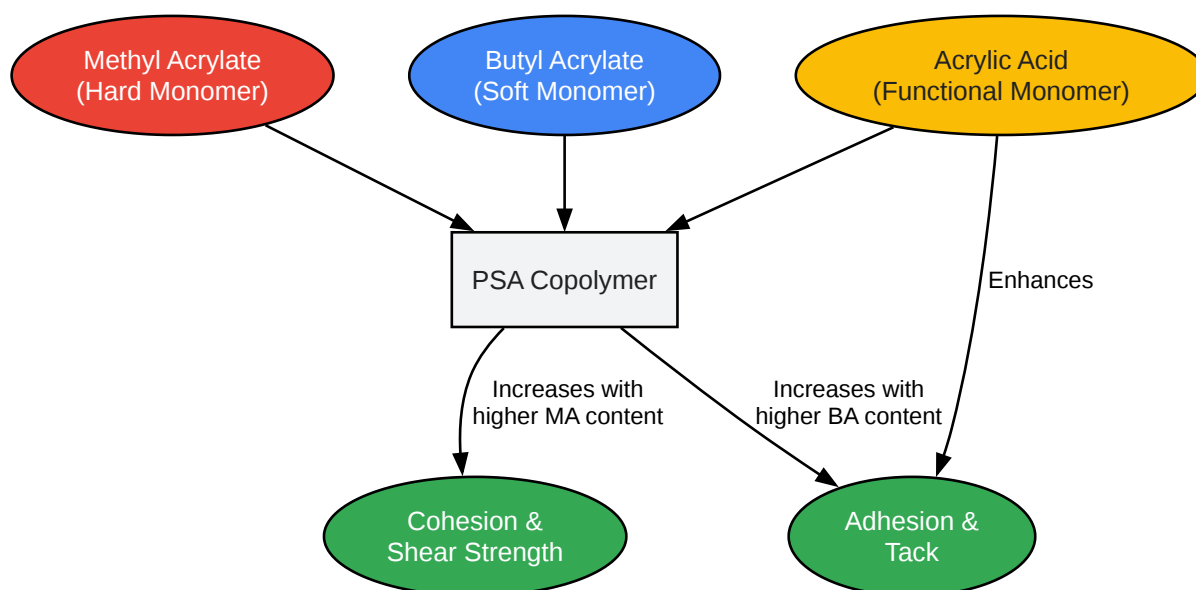 Methyl Acrylate
(Hard Monomer)
Butyl Acrylate
(Soft Monomer)
Acrylic Acid
(Functional Monomer)
PSA Copolymer
Enhances
Increases with
higher MA content
Increases with
higher BA content
Cohesion &
Shear Strength
Adhesion &
Tack